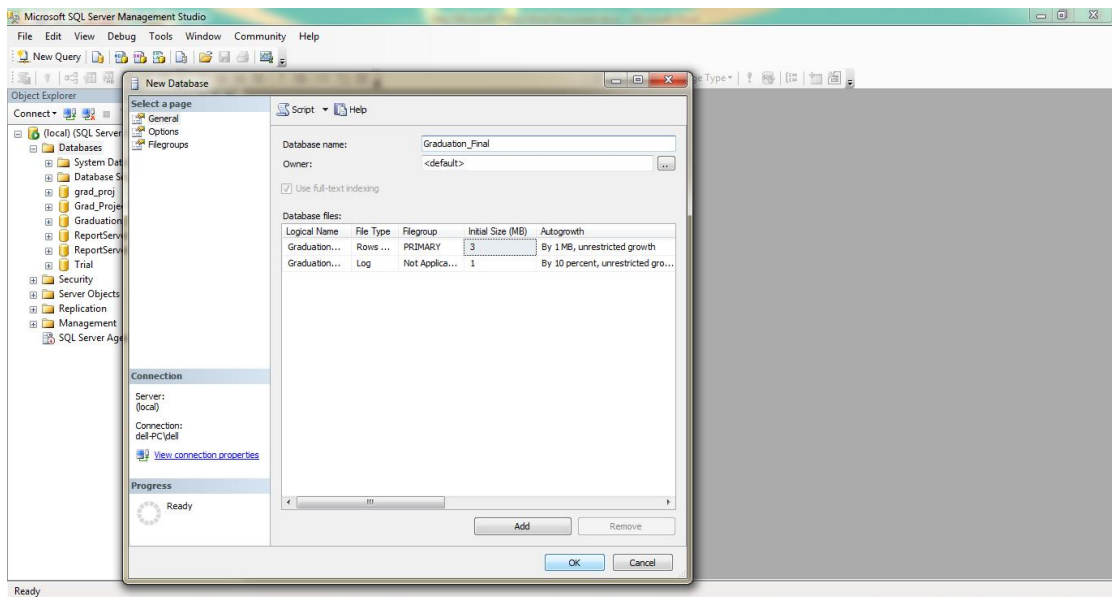 Microsoft SQL Server Management Studio
File Edit View Debug Tools Window Community Help
New Query
Object Explorer
Connect
(local) (SQL Server
Databases
System Dat
Database S
grad_proj
Grad_Proje
Graduation
ReportServe
ReportServe
Trial
Security
Server Objects
Replication
Management
SQL Server Age
New Database
Select a page
General
Options
Filegroups
Script Help
Database name: Graduation_Final
Owner: <default>
...
Use full-text indexing
Database files:
Logical Name File Type Filegroup Initial Size (MB) Autogrowth
Graduation... Rows ... PRIMARY 3 By 1 MB, unrestricted growth
Graduation... Log Not Applica... 1 By 10 percent, unrestricted gro...
Connection
Server:
(local)
Connection:
dell-PC\dell
View connection properties
Progress
Ready
Add Remove
OK Cancel
Type
Ready